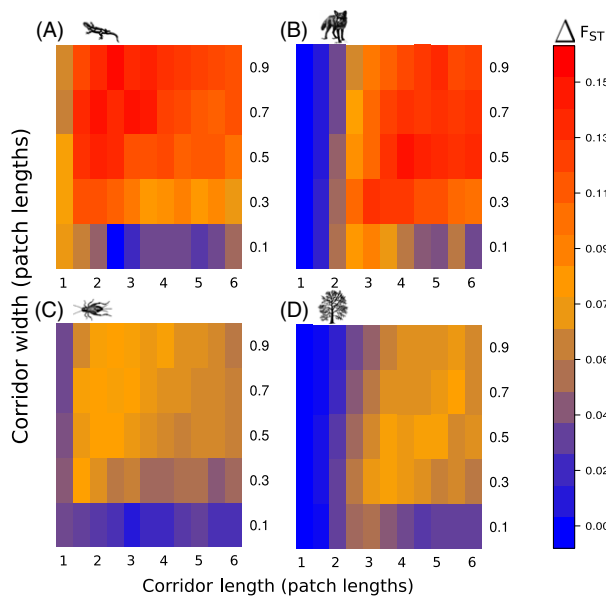 (A)
(B)
Δ F_ST
0.9
0.7
0.5
0.3
0.1
1 2 3 4 5 6
0.9
0.7
0.5
0.3
0.1
1 2 3 4 5 6
(C)
(D)
0.9
0.7
0.5
0.3
0.1
1 2 3 4 5 6
0.9
0.7
0.5
0.3
0.1
1 2 3 4 5 6
Corridor width (patch lengths)
Corridor length (patch lengths)
0.15
0.13
0.11
0.09
0.07
0.06
0.04
0.02
0.00